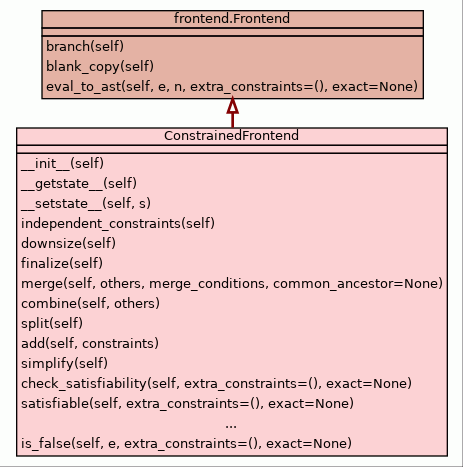 frontend.Frontend
branch(self)
blank_copy(self)
eval_to_ast(self, e, n, extra_constraints=(), exact=None)
ConstrainedFrontend
__init__(self)
__getstate__(self)
__setstate__(self, s)
independent_constraints(self)
downsize(self)
finalize(self)
merge(self, others, merge_conditions, common_ancestor=None)
combine(self, others)
split(self)
add(self, constraints)
simplify(self)
check_satisfiability(self, extra_constraints=(), exact=None)
satisfiable(self, extra_constraints=(), exact=None)
...
is_false(self, e, extra_constraints=(), exact=None)